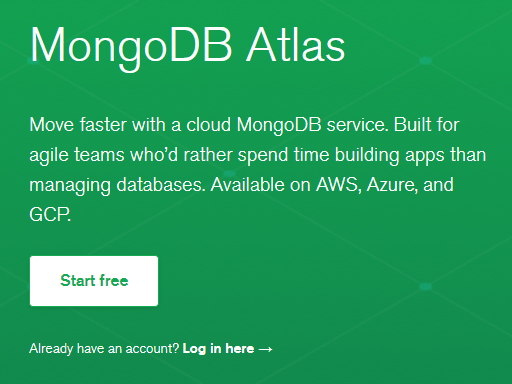 MongoDB Atlas
Move faster with a cloud MongoDB service. Built for
agile teams who’d rather spend time building apps than
managing databases. Available on AWS, Azure, and
GCP.
Start free
Already have an account? Log in here →